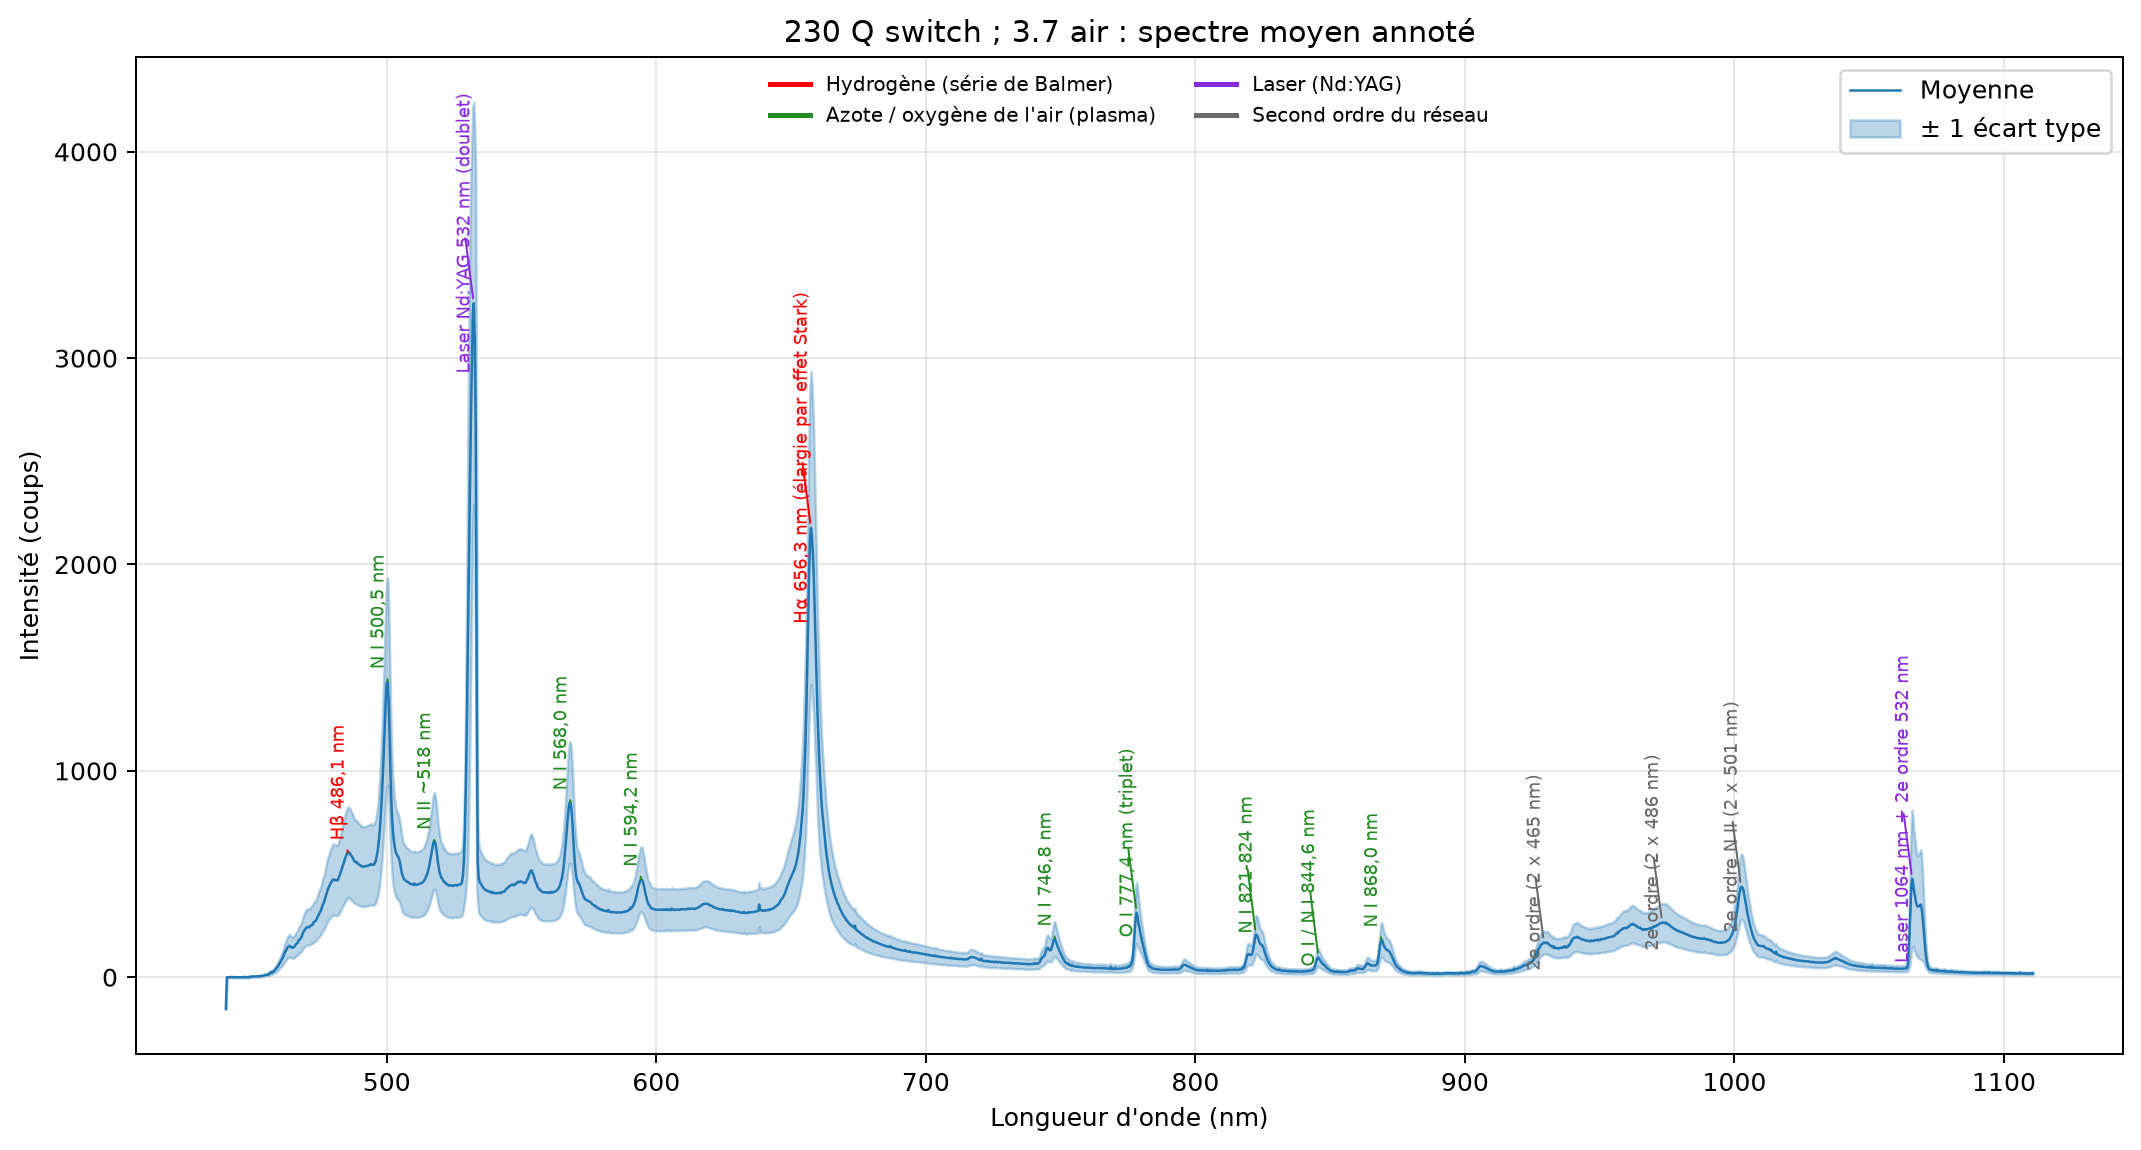 230 Q switch ; 3.7 air : spectre moyen annoté
Hydrogène (série de Balmer)
Azote / oxygène de l'air (plasma)
Laser (Nd:YAG)
Second ordre du réseau
Moyenne
± 1 écart type
Intensité (coups)
4000
3000
2000
1000
0
Hβ 486,1 nm
N I 500,5 nm
N II ~518 nm
Laser Nd:YAG 532 nm (doublet)
N I 568,0 nm
N I 594,2 nm
Hα 656,3 nm (élargie par effet Stark)
N I 746,8 nm
O I 777,4 nm (triplet)
N I 821-824 nm
O I / N I 844,6 nm
N I 868,0 nm
2e ordre (2 x 465 nm)
2e ordre (2 x 486 nm)
2e ordre N II (2 x 501 nm)
Laser 1064 nm + 2e ordre 532 nm
500
600
700
800
900
1000
1100
Longueur d'onde (nm)